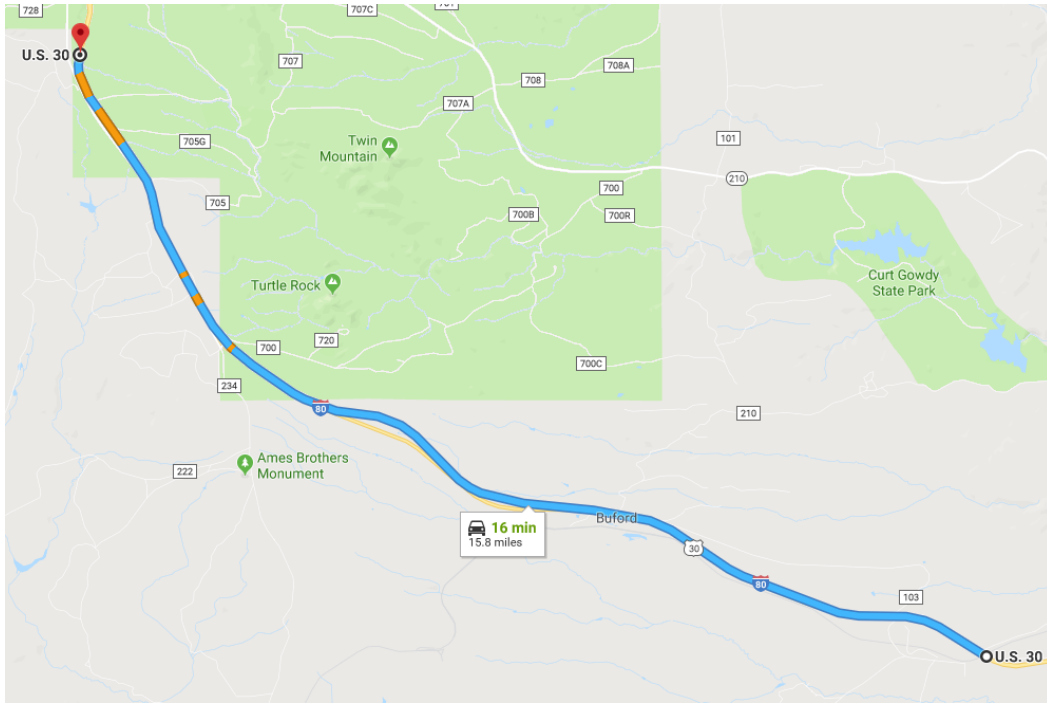 728
707C
U.S. 30
707
708
708A
707A
705G
Twin
Mountain
101
210
700
705
700B
700R
Turtle Rock
Curt Gowdy
State Park
700
720
700C
234
80
210
222
Ames Brothers
Monument
Buford
16 min
15.8 miles
30
80
103
U.S. 30